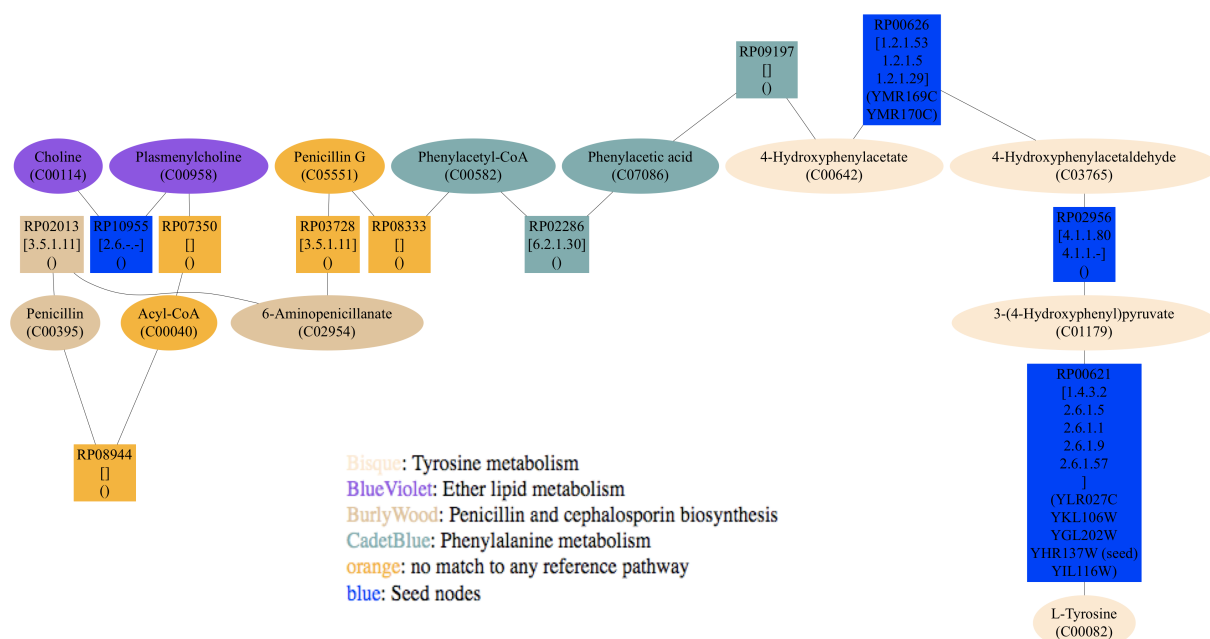 RP00626
[1.2.1.53
1.2.1.5
1.2.1.29]
(YMR169C
YMR170C)
RP09197
[]
()
Choline
(C00114)
Plasmenylcholine
(C00958)
Penicillin G
(C05551)
Phenylacetyl-CoA
(C00582)
Phenylacetic acid
(C07086)
4-Hydroxyphenylacetate
(C00642)
4-Hydroxyphenylacetaldehyde
(C03765)
RP02013
[3.5.1.11]
()
RP10955
[2.6.-.-]
()
RP07350
[]
()
RP03728
[3.5.1.11]
()
RP08333
[]
()
RP02286
[6.2.1.30]
()
RP02956
[4.1.1.80
4.1.1.-]
()
Penicillin
(C00395)
Acyl-CoA
(C00040)
6-Aminopenicillanate
(C02954)
3-(4-Hydroxyphenyl)pyruvate
(C01179)
RP00621
[1.4.3.2
2.6.1.5
2.6.1.1
2.6.1.9
2.6.1.57
]
(YLR027C
YKL106W
YGL202W
YHR137W (seed)
YIL116W)
RP08944
[]
()
Bisque: Tyrosine metabolism
BlueViolet: Ether lipid metabolism
BurlyWood: Penicillin and cephalosporin biosynthesis
CadetBlue: Phenylalanine metabolism
orange: no match to any reference pathway
blue: Seed nodes
L-Tyrosine
(C00082)